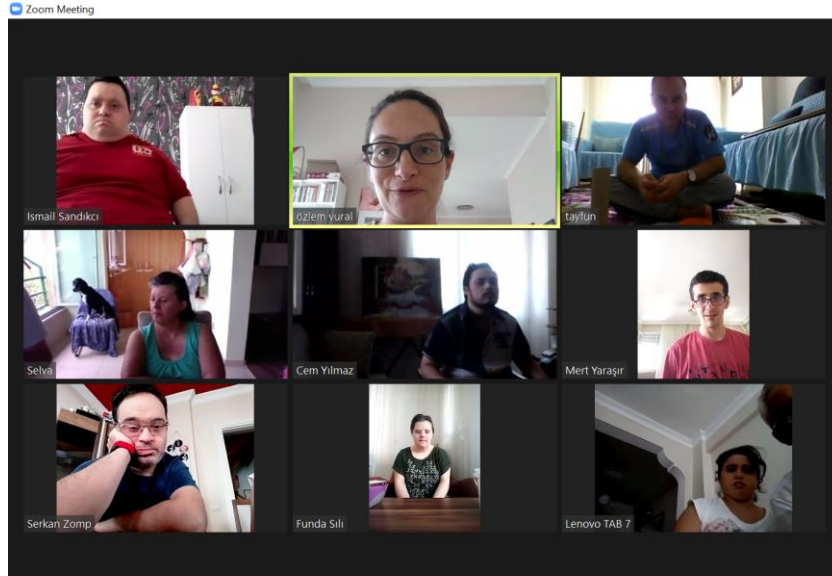 Zoom Meeting
Ismail Sandıkcı
özlem vural
tayfun
Selva
Cem Yılmaz
Mert Yaraşır
Serkan Zomp
Funda Sılı
Lenovo TAB 7